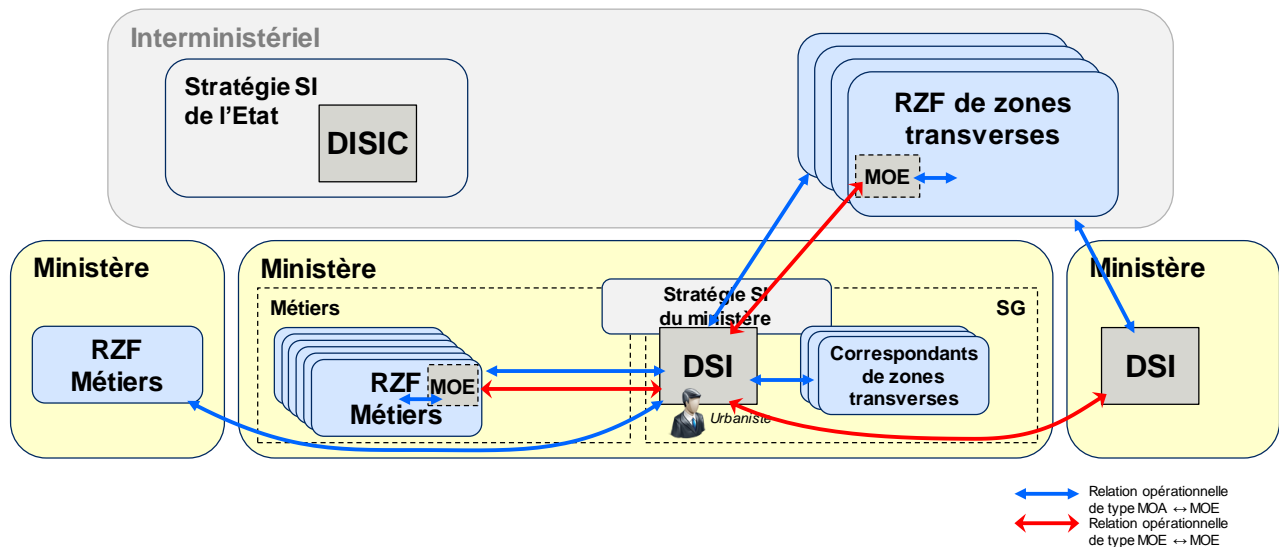 Interministériel
Stratégie SI
de l’Etat
DISIC
RZF de zones
transverses
MOE
Ministère
RZF
Métiers
Ministère
Métiers
Stratégie SI
du ministère
SG
RZF
Métiers
MOE
DSI
Urbaniste
Correspondants
de zones
transverses
Ministère
DSI
Relation opérationnelle
de type MOA ↔ MOE
Relation opérationnelle
de type MOE ↔ MOE